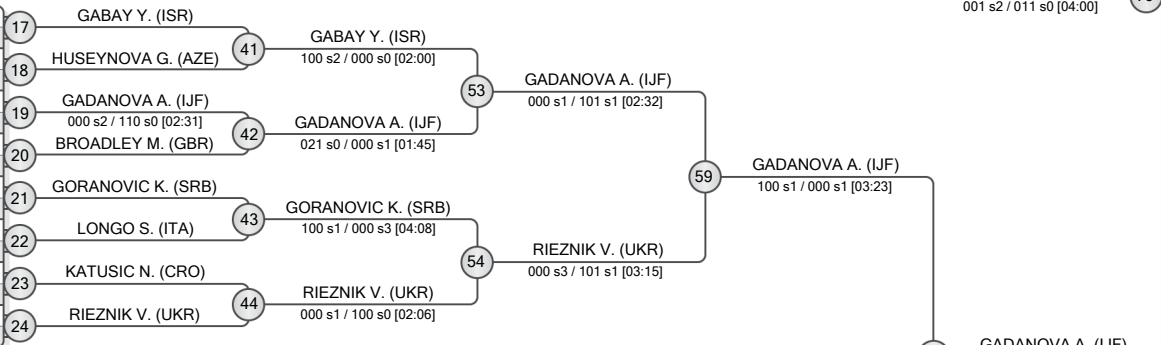 001 s2 / 011 s0 [04:00]
17
GABAY Y. (ISR)
18
HUSEYNOVA G. (AZE)
41
GABAY Y. (ISR)
100 s2 / 000 s0 [02:00]
19
GADANOVA A. (IJF)
000 s2 / 110 s0 [02:31]
20
BROADLEY M. (GBR)
42
GADANOVA A. (IJF)
021 s0 / 000 s1 [01:45]
53
GADANOVA A. (IJF)
000 s1 / 101 s1 [02:32]
21
GORANOVIC K. (SRB)
22
LONGO S. (ITA)
43
GORANOVIC K. (SRB)
100 s1 / 000 s3 [04:08]
23
KATUSIC N. (CRO)
24
RIEZNIK V. (UKR)
44
RIEZNIK V. (UKR)
000 s1 / 100 s0 [02:06]
54
RIEZNIK V. (UKR)
000 s3 / 101 s1 [03:15]
59
GADANOVA A. (IJF)
100 s1 / 000 s1 [03:23]
GADANOVA A. (IJF)